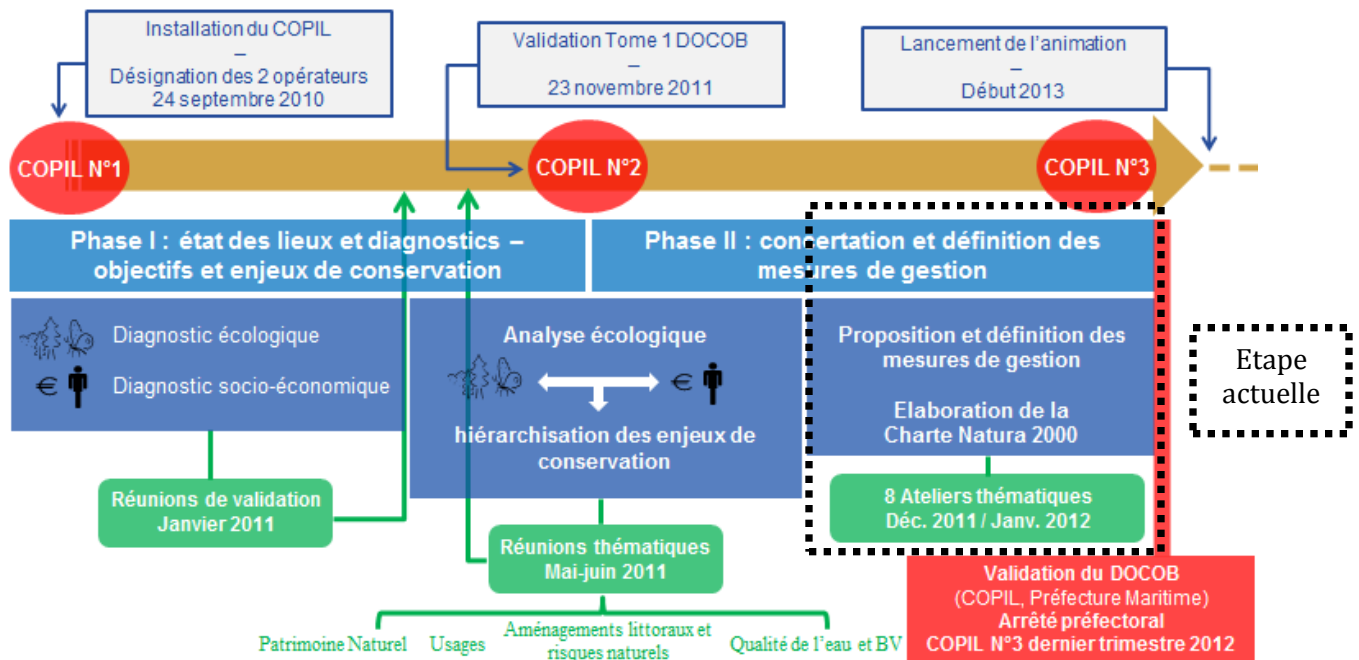 Installation du COPIL
–
Désignation des 2 opérateurs
24 septembre 2010
Validation Tome 1 DOCOB
–
23 novembre 2011
Lancement de l'animation
–
Début 2013
COPIL N°1
COPIL N°2
COPIL N°3
Phase I : état des lieux et diagnostics –
objectifs et enjeux de conservation
Phase II : concertation et définition des
mesures de gestion
Diagnostic écologique
€ Diagnostic socio-économique
Analyse écologique
€
hiérarchisation des enjeux de
conservation
Proposition et définition des
mesures de gestion
Elaboration de la
Charte Natura 2000
Etape
actuelle
Réunions de validation
Janvier 2011
Réunions thématiques
Mai-juin 2011
8 Ateliers thématiques
Déc. 2011 / Janv. 2012
Patrimoine Naturel
Usages
Aménagements littoraux et
risques naturels
Qualité de l'eau et BV
Validation du DOCOB
(COPIL, Préfecture Maritime)
Arrêté préfectoral
COPIL N°3 dernier trimestre 2012